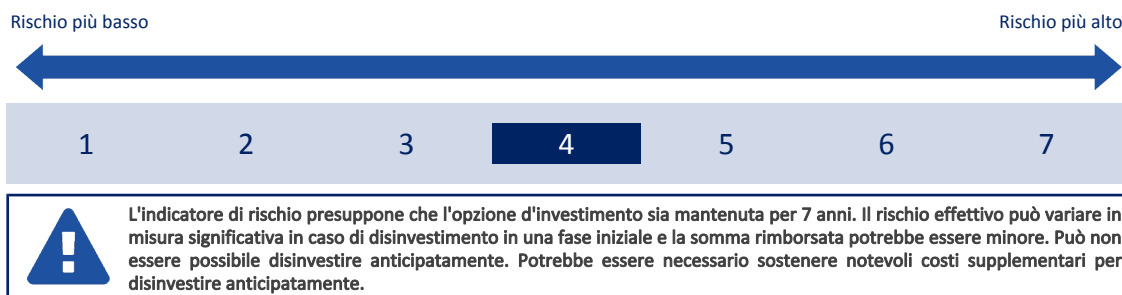 Rischio più basso Rischio più alto
1 2 3 4 5 6 7
L'indicatore di rischio presuppone che l'opzione d'investimento sia mantenuta per 7 anni. Il rischio effettivo può variare in
misura significativa in caso di disinvestimento in una fase iniziale e la somma rimborsata potrebbe essere minore. Può non
essere possibile disinvestire anticipatamente. Potrebbe essere necessario sostenere notevoli costi supplementari per
disinvestire anticipatamente.